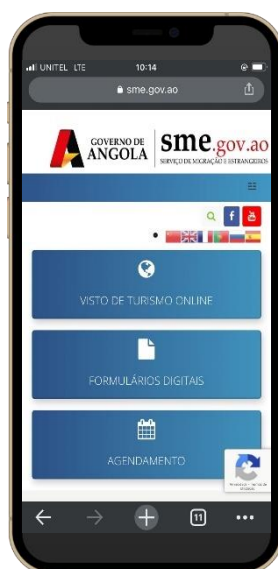 UNITEL LTE 10:14
sme.gov.ao
GOVERNO DE
ANGOLA
sme.gov.ao
SERVIÇO DE MIGRAÇÃO E ESTRANGEIROS
VISTO DE TURISMO ONLINE
FORMULÁRIOS DIGITAIS
AGENDAMENTO
11